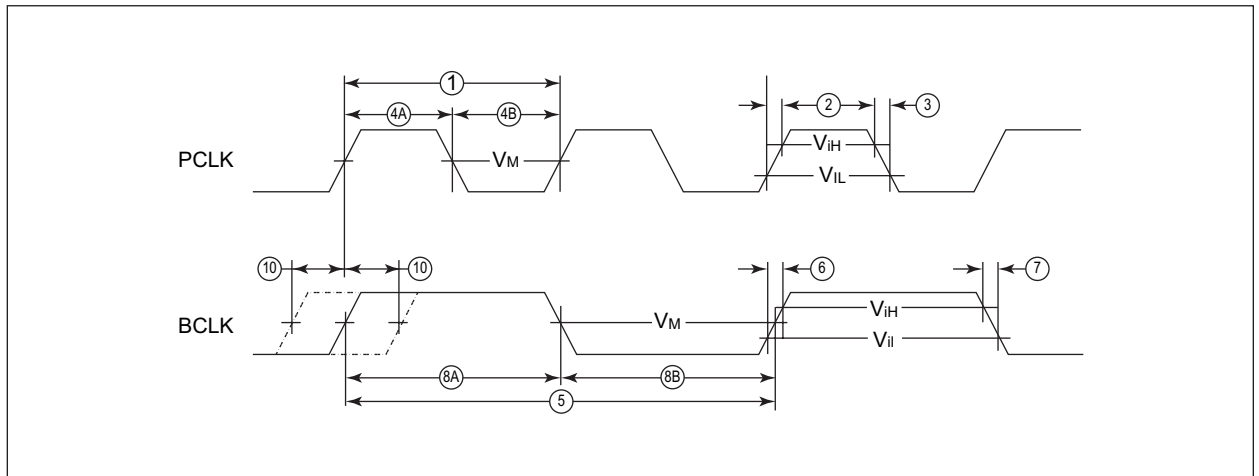 1
4A 4B 2 3
PCLK VM ViH
VIL
10 10 6 7
BCLK VM ViH
Vil
8A 8B
5